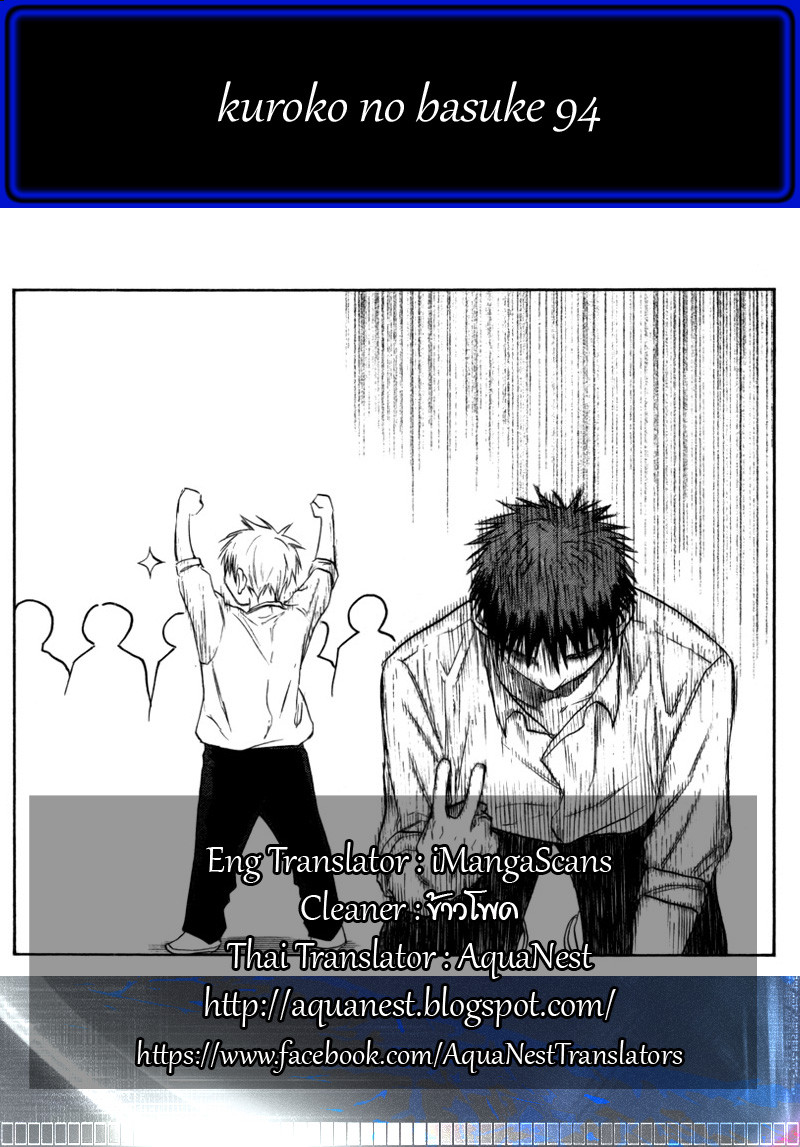 kuroko no basuke 94
Eng Translator : iMangaScans
Cleaner : ข้าวโพด
Thai Translator : AquaNest
http://aquanest.blogspot.com/
https://www.facebook.com/AquaNestTranslators